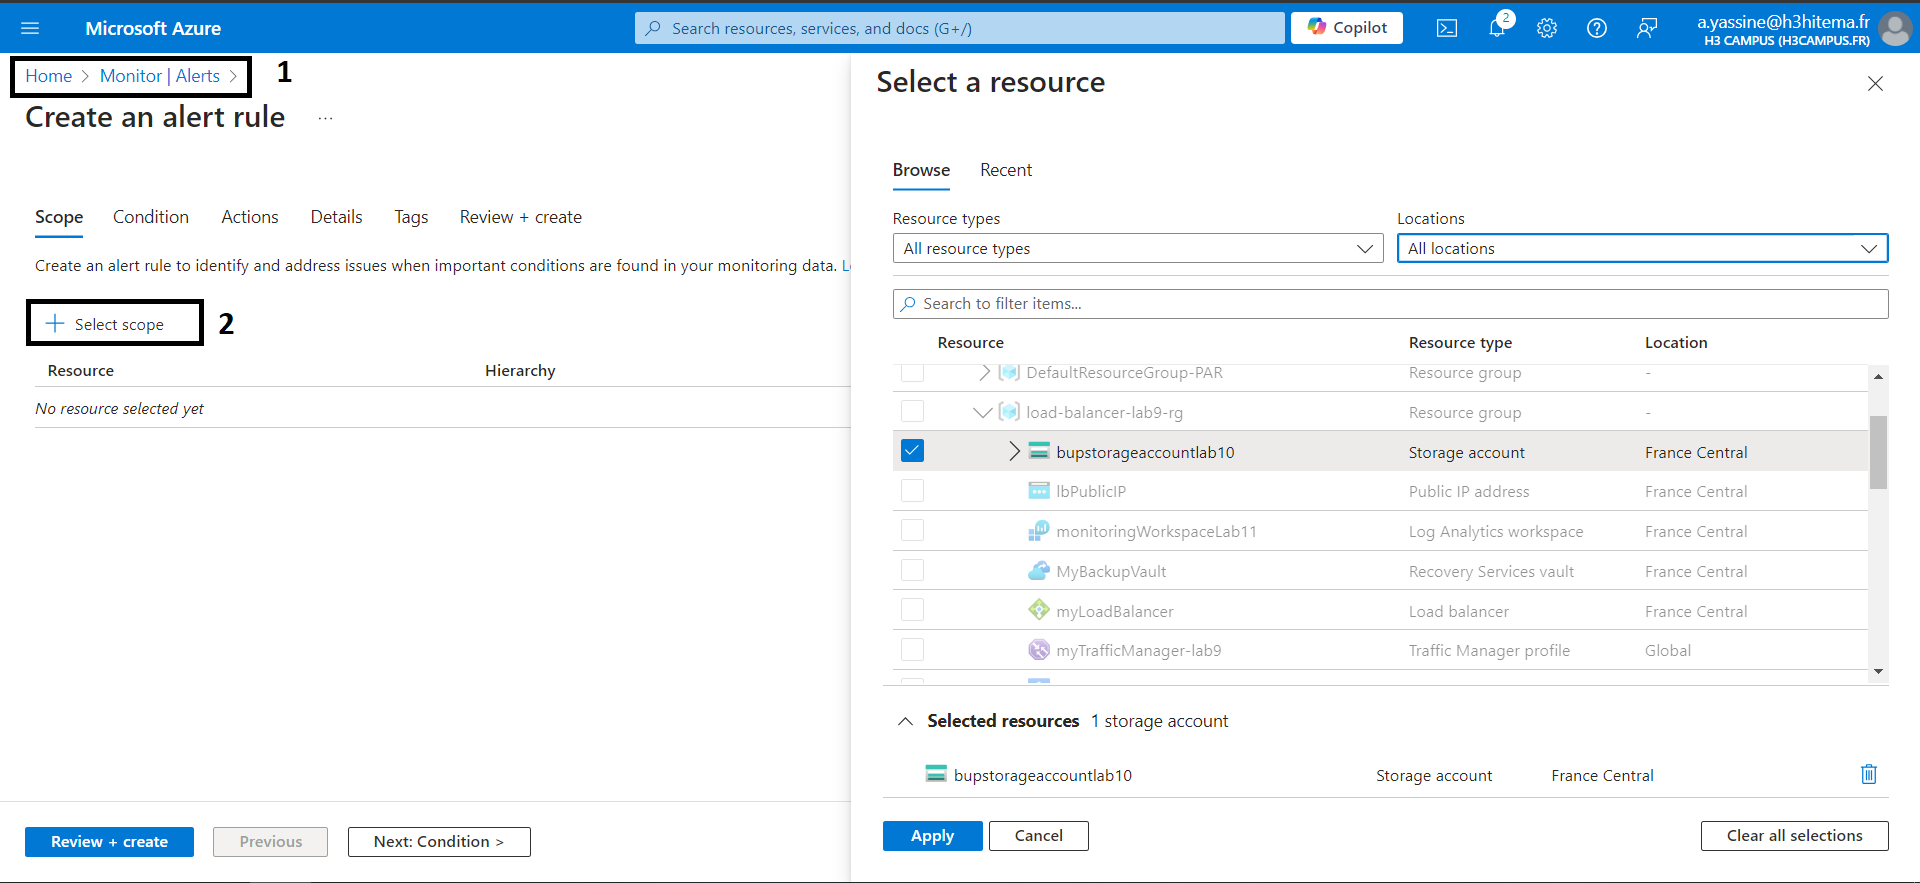 Microsoft Azure
Search resources, services, and docs (G+/)
Copilot
2
a.yassine@h3hitema.fr
H3 CAMPUS (H3CAMPUS.FR)
Home > Monitor | Alerts >
1
Create an alert rule
...
Scope Condition Actions Details Tags Review + create
Create an alert rule to identify and address issues when important conditions are found in your monitoring data.
+ Select scope
2
Resource Hierarchy
No resource selected yet
Review + create
Previous
Next: Condition >
Select a resource
Browse Recent
Resource types Locations
All resource types All locations
Search to filter items...
Resource Resource type Location
DefaultResourceGroup-PAR Resource group -
load-balancer-lab9-rg Resource group -
bupstorageaccountlab10 Storage account France Central
lbPublicIP Public IP address France Central
monitoringWorkspaceLab11 Log Analytics workspace France Central
MyBackupVault Recovery Services vault France Central
myLoadBalancer Load balancer France Central
myTrafficManager-lab9 Traffic Manager profile Global
Selected resources 1 storage account
bupstorageaccountlab10 Storage account France Central
Apply
Cancel
Clear all selections